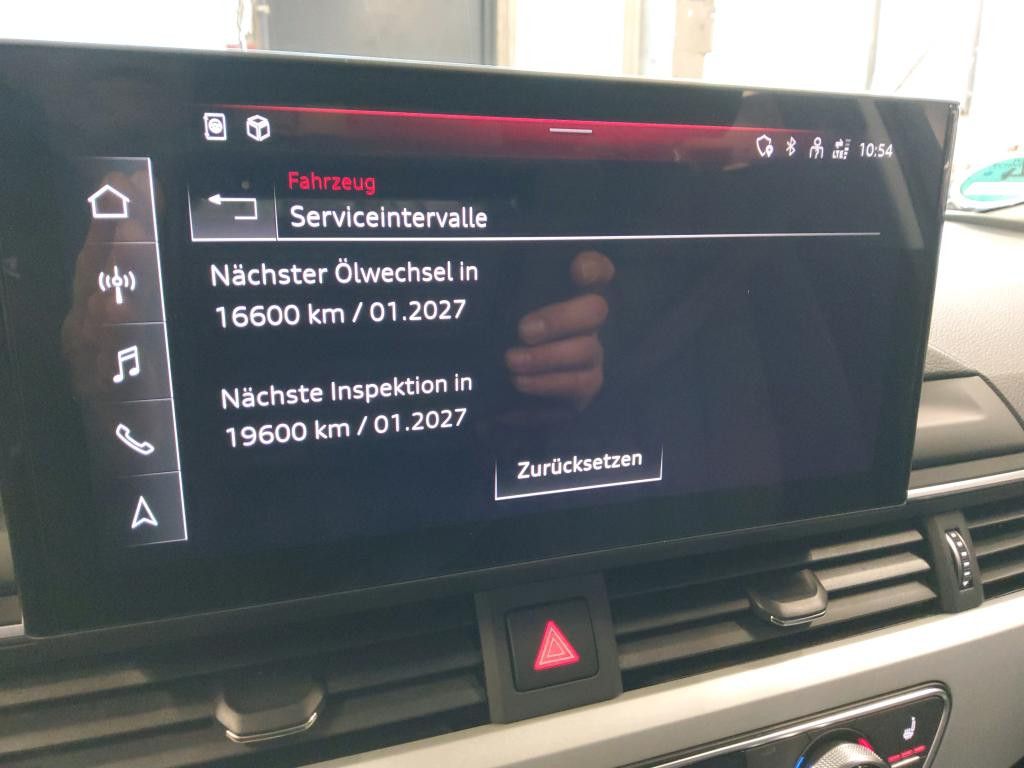 LTE 10:54
Fahrzeug
Serviceintervalle
Nächster Ölwechsel in
16600 km / 01.2027
Nächste Inspektion in
19600 km / 01.2027
Zurücksetzen